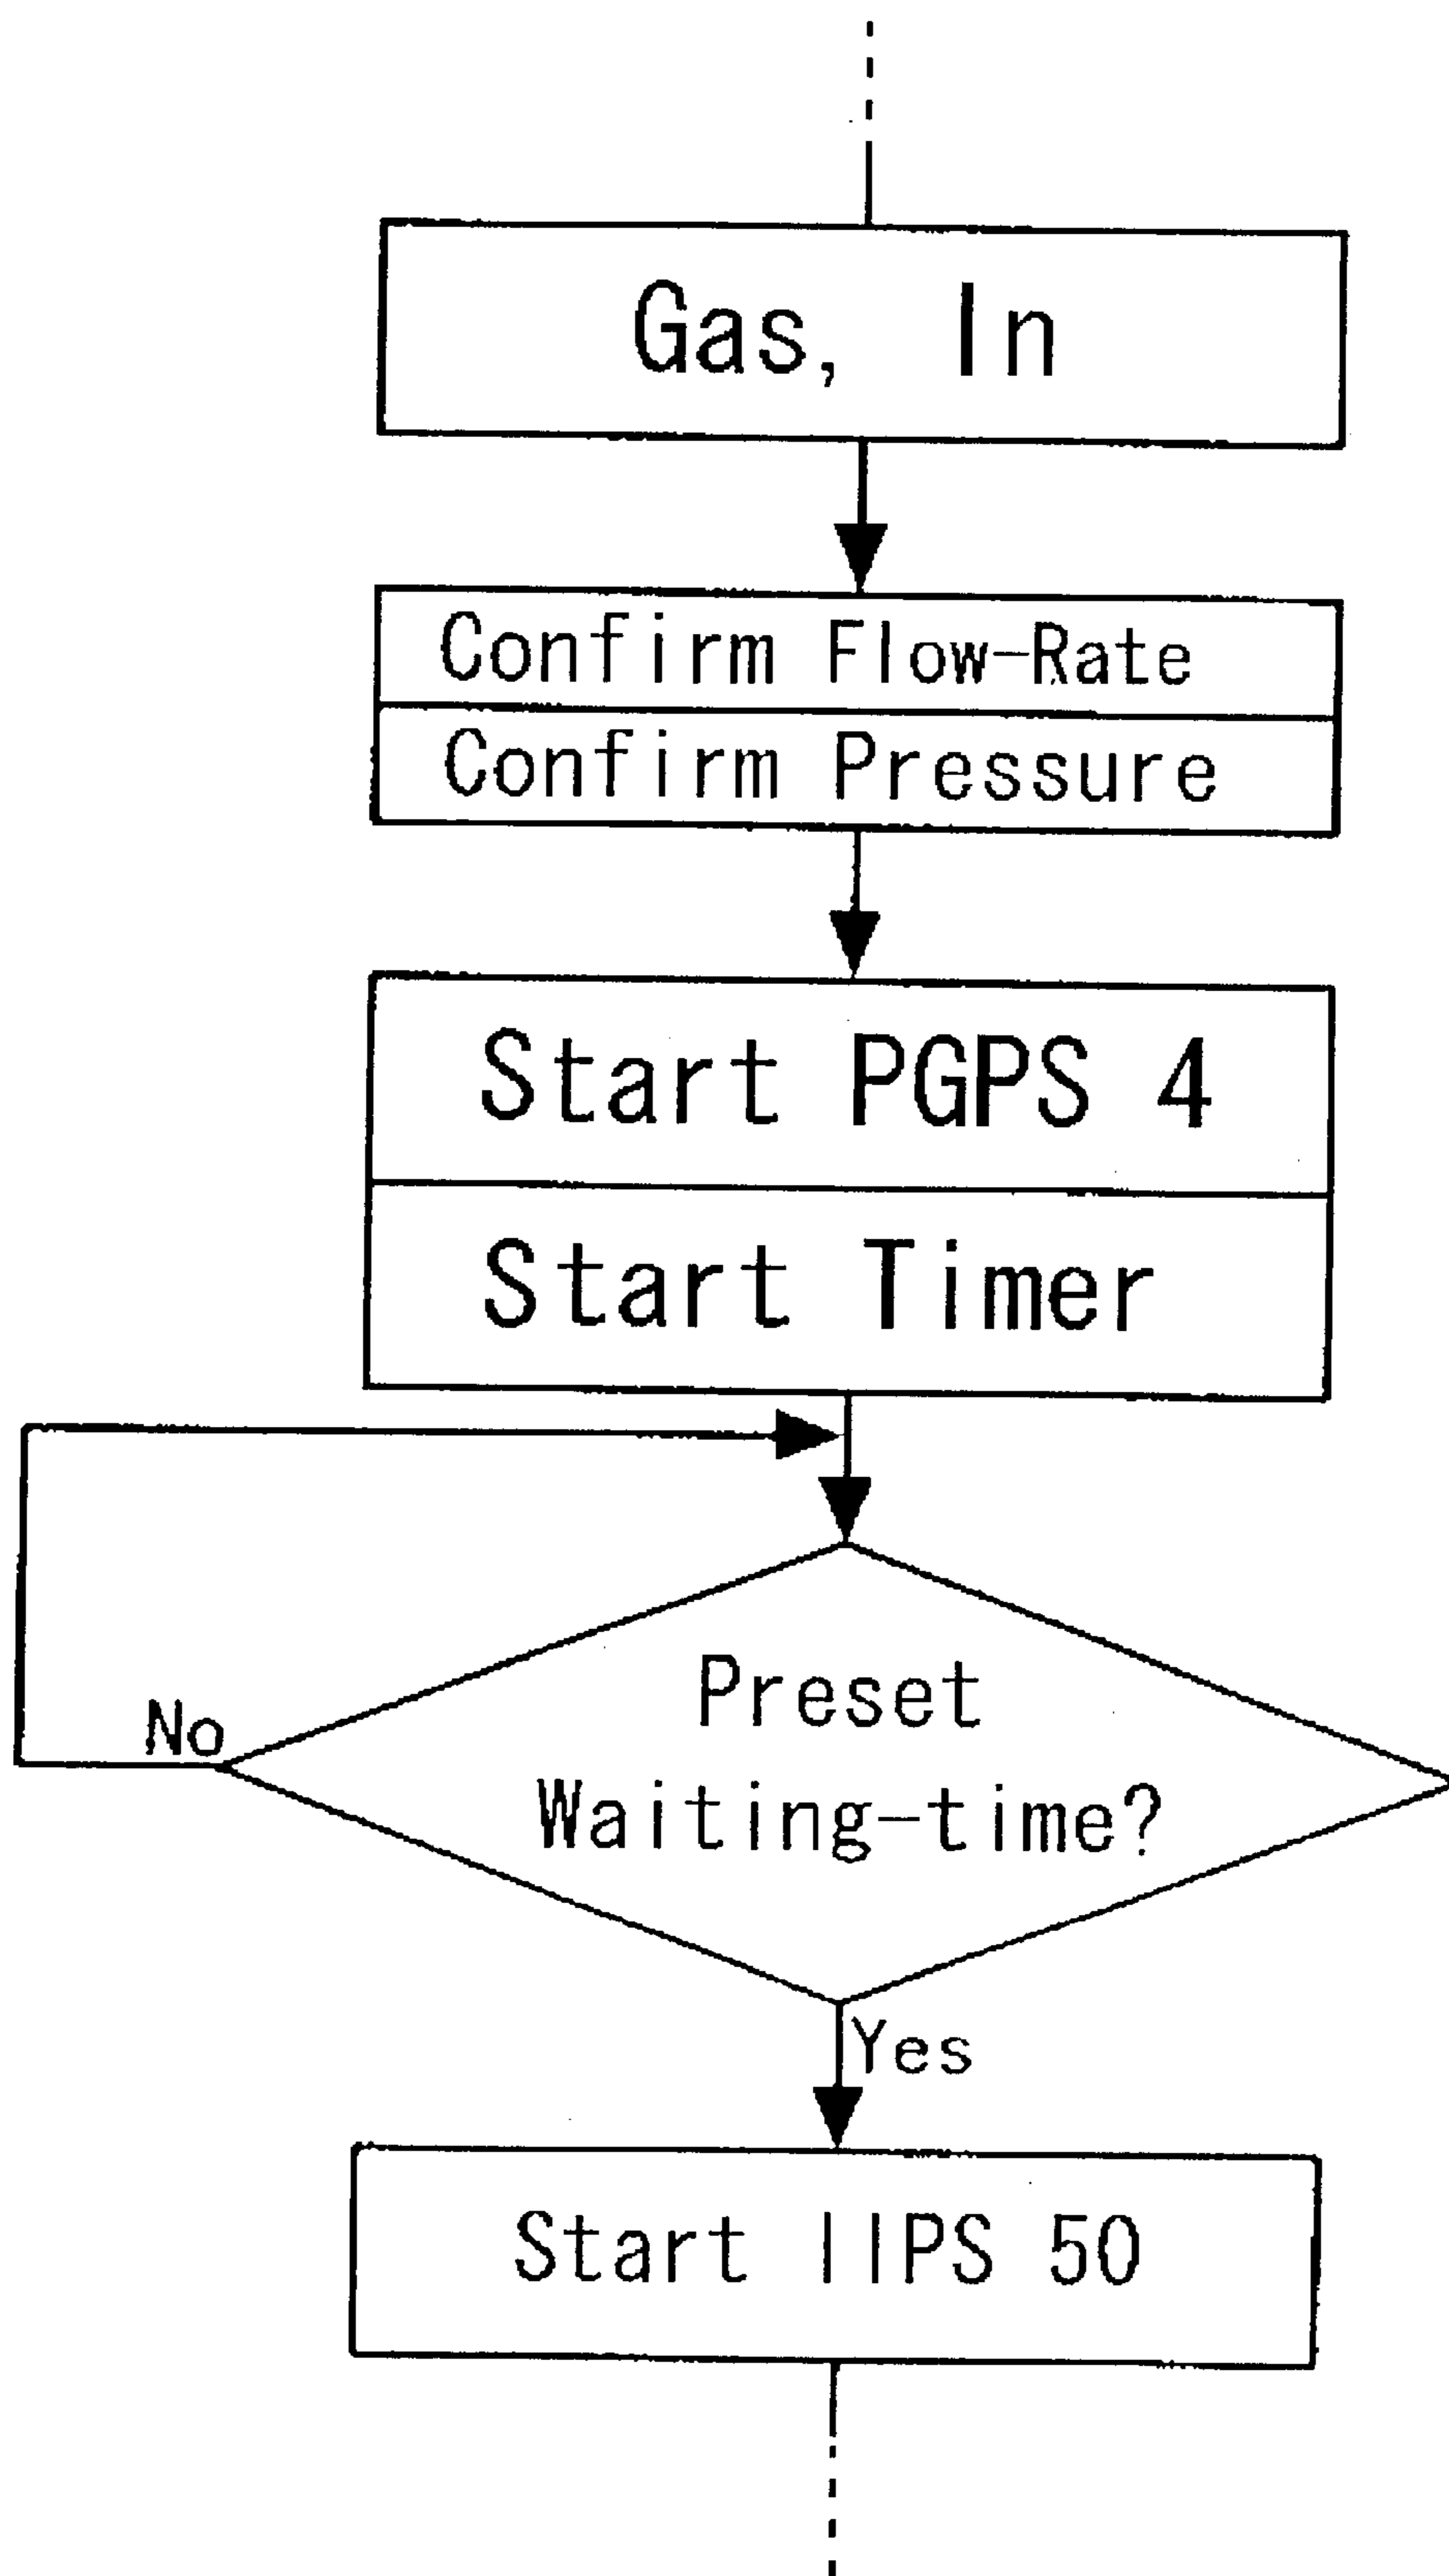 Gas, In
Confirm Flow-Rate
Confirm Pressure
Start PGPS 4
Start Timer
Preset
No
Waiting-time?
Yes
Start IIPS 50